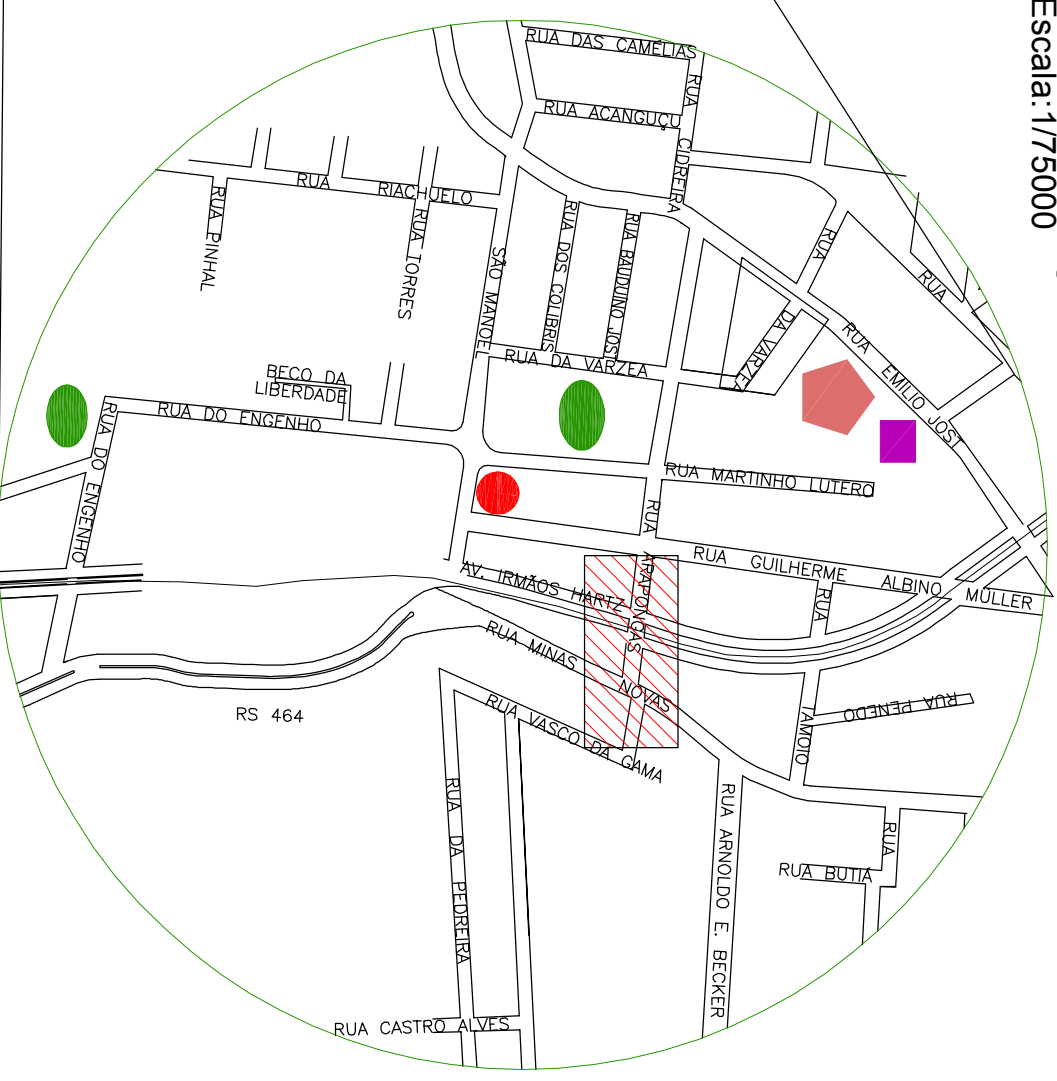 Escala:1/75000
RUA DAS CAMÉLIAS
RUA ACANGUÇU
RUA CIDREIRA
RUA RIACHUELO
RUA PINHAL
RUA TORRES
SÃO MANOEL
RUA DOS COLIBRIS
RUA BAUDUINO JOST
RUA
RUA
RUA DA VARZEA
DA VARZEA
RUA EMILIO JOST
BECO DA
LIBERDADE
RUA DO ENGENHO
RUA DO ENGENHO
RUA MARTINHO LUTERO
RUA ARAPONGAS
RUA GUILHERME ALBINO MÜLLER
AV. IRMÃOS HARTZ
RUA TAMOIO
RUA MINAS NOVAS
RUA PENEDO
RS 464
RUA VASCO DA GAMA
RUA DA PEDREIRA
RUA ARNOLDO E. BECKER
RUA
RUA BUTIÁ
RUA CASTRO ALVES